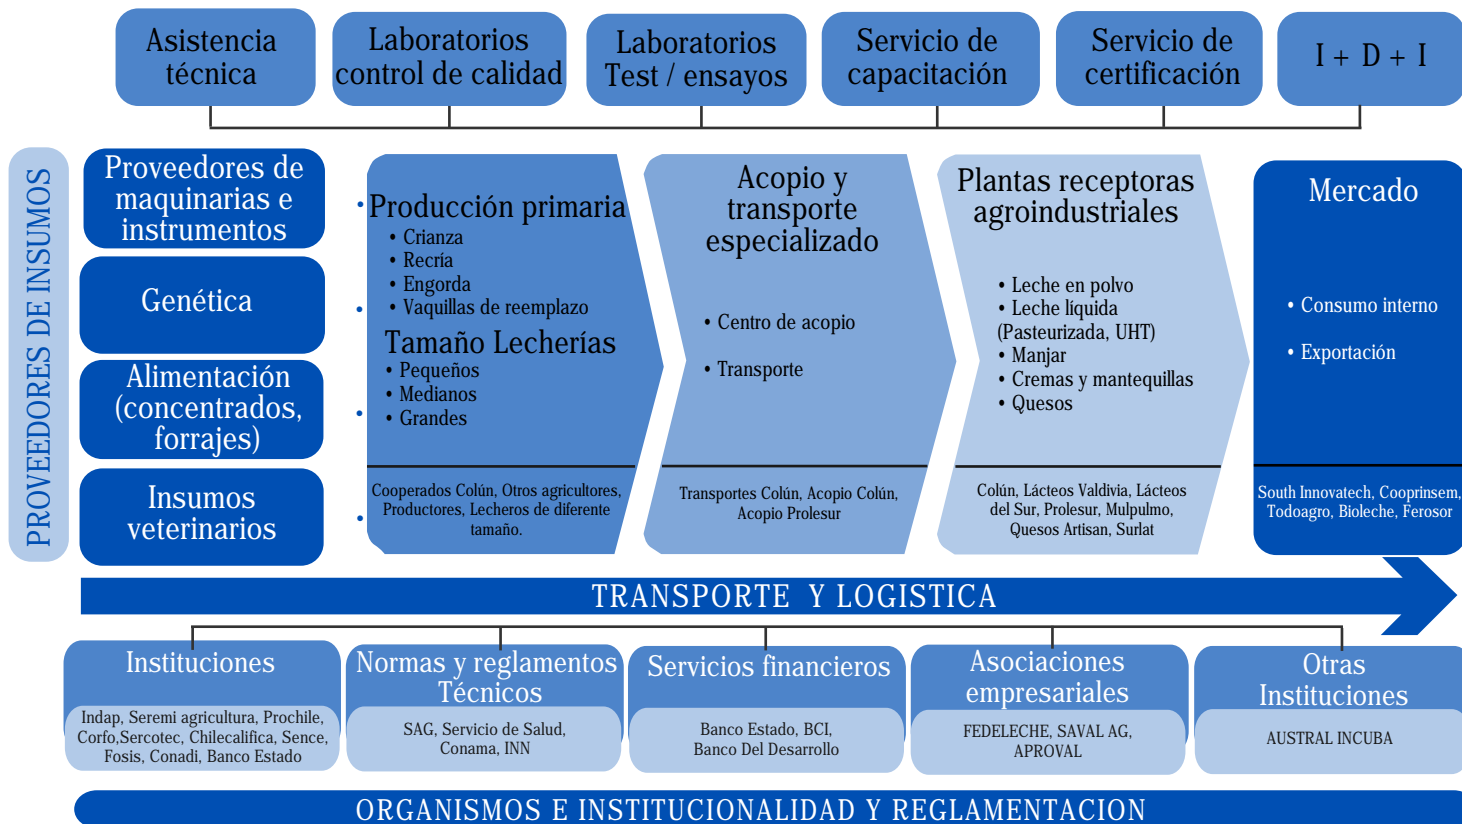 Asistencia
técnica
Laboratorios
control de calidad
Laboratorios
Test / ensayos
Servicio de
capacitación
Servicio de
certificación
I + D + I
PROVEEDORES DE INSUMOS
Proveedores de
maquinarias e
instrumentos
Genética
Alimentación
(concentrados,
forrajes)
Insumos
veterinarios
• Producción primaria
• Crianza
• Recría
• Engorda
• Vaquillas de reemplazo
Tamaño Lecherías
• Pequeños
• Medianos
• Grandes
Cooperados Colún, Otros agricultores,
Productores, Lecheros de diferente
tamaño.
Acopio y
transporte
especializado
• Centro de acopio
• Transporte
Transportes Colún, Acopio Colún,
Acopio Prolesur
Plantas receptoras
agroindustriales
• Leche en polvo
• Leche líquida
(Pasteurizada, UHT)
• Manjar
• Cremas y mantequillas
• Quesos
Colún, Lácteos Valdivia, Lácteos
del Sur, Prolesur, Mulpulmo,
Quesos Artisan, Surlat
Mercado
• Consumo interno
• Exportación
South Innovatech, Cooprinsem,
Todoagro, Bioleche, Ferosor
TRANSPORTE Y LOGISTICA
Instituciones
Indap, Seremi agricultura, Prochile,
Corfo,Sercotec, Chilecalifica, Sence,
Fosis, Conadi, Banco Estado
Normas y reglamentos
Técnicos
SAG, Servicio de Salud,
Conama, INN
Servicios financieros
Banco Estado, BCI,
Banco Del Desarrollo
Asociaciones
empresariales
FEDELECHE, SAVAL AG,
APROVAL
Otras
Instituciones
AUSTRAL INCUBA
ORGANISMOS E INSTITUCIONALIDAD Y REGLAMENTACION